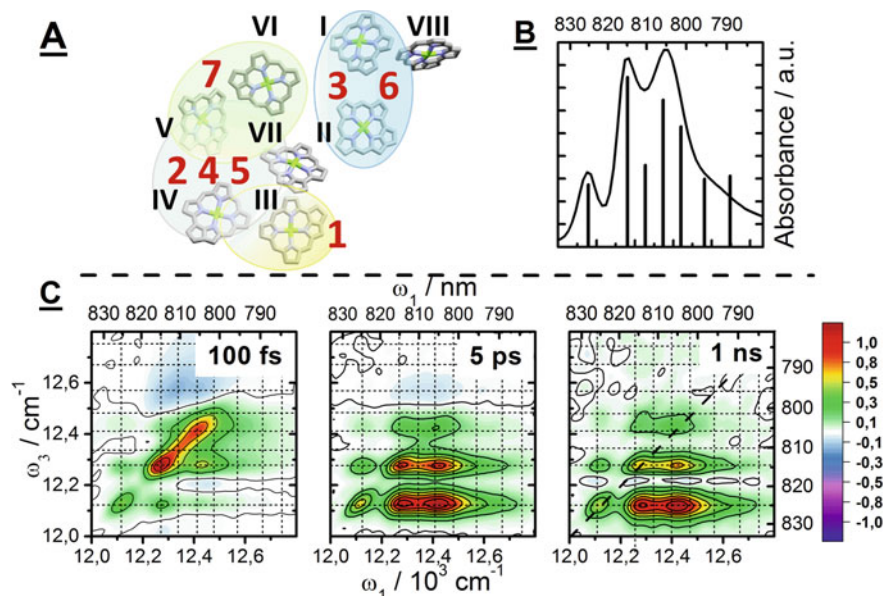 A
VI I VIII
7 3 6
V VII II
2 4 5
IV III 1
B
830 820 810 800 790
Absorbance / a.u.
C
ω1 / nm
830 820 810 800 790
830 820 810 800 790
830 820 810 800 790
100 fs
5 ps
1 ns
ω3 / cm-1
12,6
12,4
12,2
12,0
790
800
815
825
830
12,0 12,2 12,4 12,6
12,0 12,2 12,4 12,6
12,0 12,2 12,4 12,6
ω1 / 10³ cm-1
1,0
0,8
0,5
0,3
0,1
0,0
-0,1
-0,3
-0,5
-0,8
-1,0